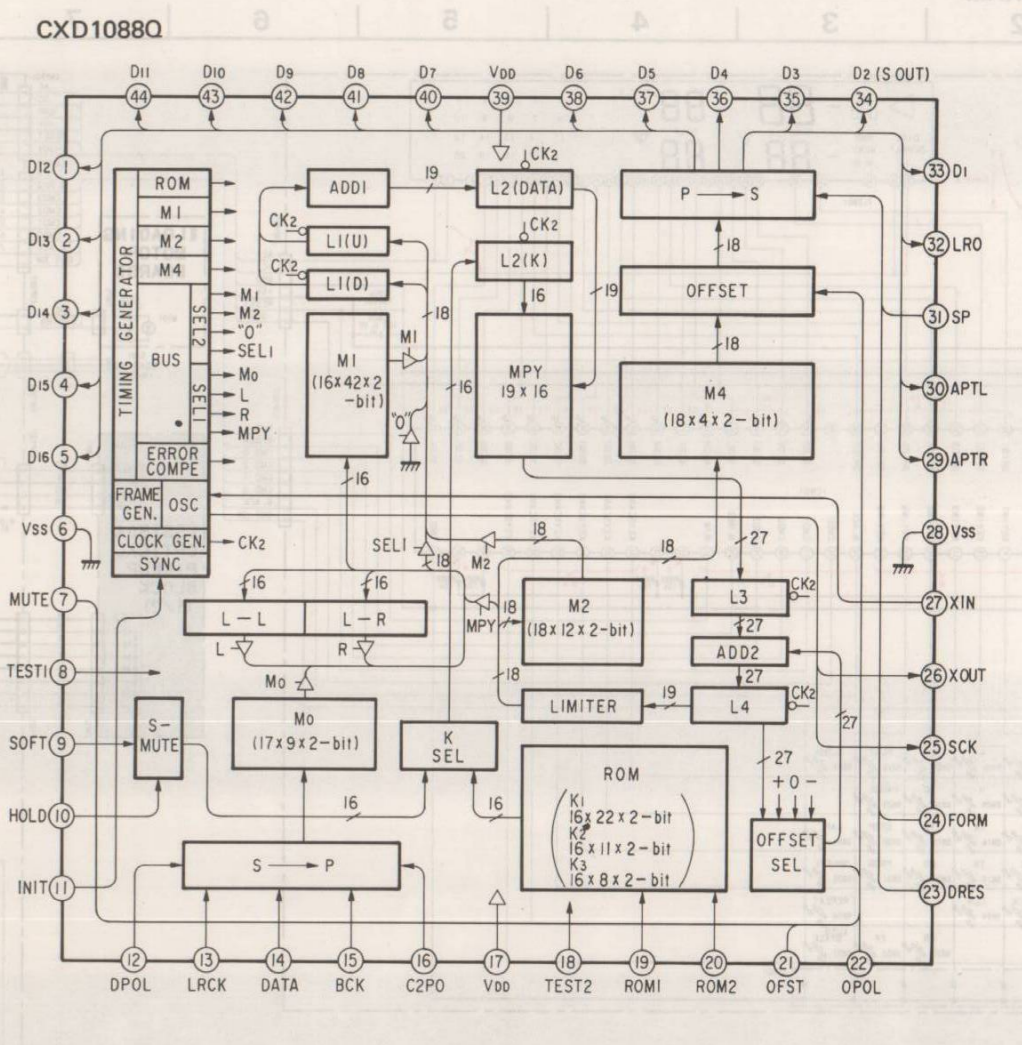 CXD1088Q
D11 D10 D9 D8 D7 VDD D6 D5 D4 D3 D2 (S OUT)
44 43 42 41 40 39 38 37 36 35 34
D12 1
D13 2
D14 3
D15 4
D16 5
VSS 6
MUTE 7
TEST1 8
SOFT 9
HOLD 10
INIT 11
TIMING GENERATOR
ROM
M1
M2
M4
BUS
SEL2
SEL1
M1
M2
"0"
SEL1
M0
L
R
MPY
ERROR
COMPE
FRAME
GEN.
OSC
CLOCK GEN.
CK2
SYNC
ADD1
19
CK2
L1(U)
CK2
L1(D)
18
M1
(16x42x2
-bit)
M1
"0"
16
16
CK2
L2(DATA)
CK2
L2(K)
16
19
MPY
19x16
P → S
18
OFFSET
18
M4
(18x4x2-bit)
SEL1
18
18
M2
18
27
16
16
L-L
L-R
L
R
MPY
18
M2
(18x12x2-bit)
L3
CK2
27
ADD2
27
M0
18
LIMITER
19
L4
CK2
27
S-
MUTE
M0
(17x9x2-bit)
K
SEL
16
16
ROM
K1
16x22x2-bit
K2
16x11x2-bit
K3
16x8x2-bit
27
+0-
OFFSET
SEL
S → P
33 D1
32 LRO
31 SP
30 APTL
29 APTR
28 VSS
27 XIN
26 XOUT
25 SCK
24 FORM
23 DRES
12 13 14 15 16 17 18 19 20 21 22
DPOL LRCK DATA BCK C2PO VDD TEST2 ROM1 ROM2 OFST OPOL